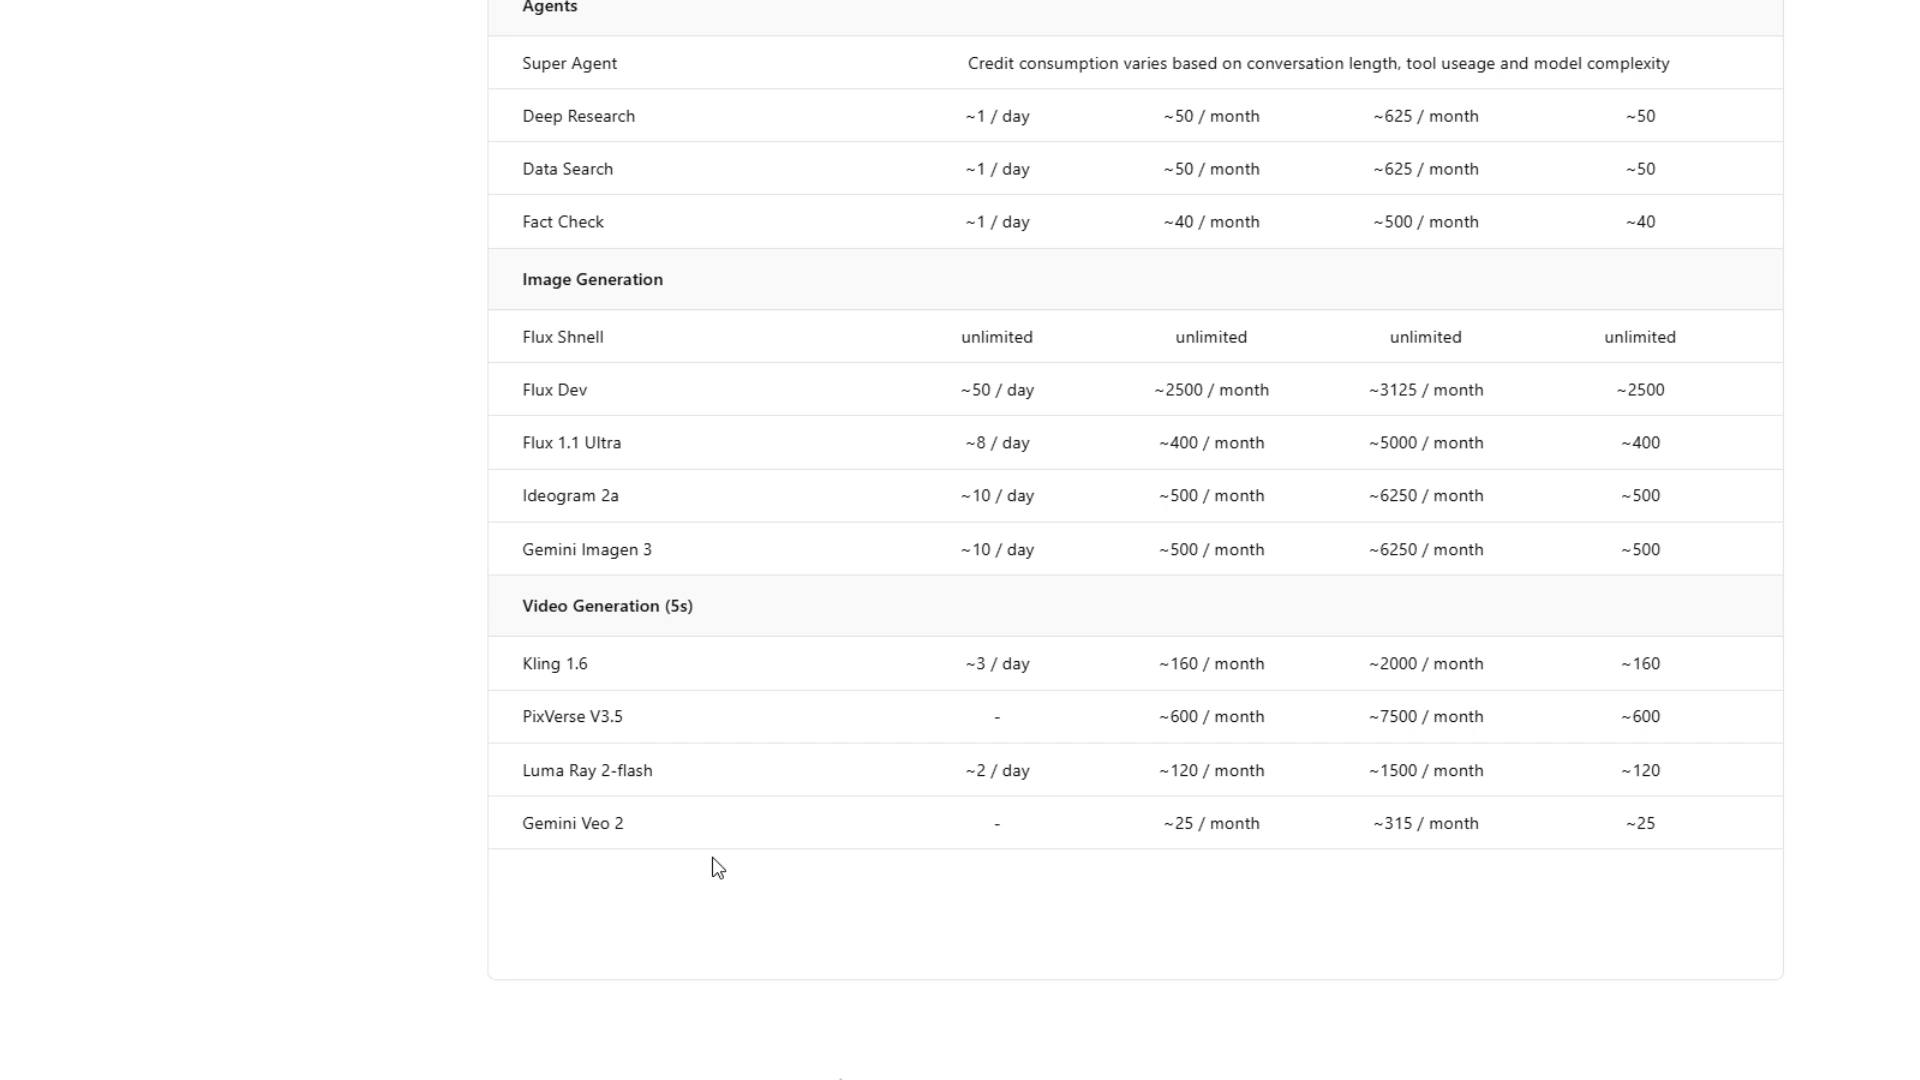 Agents
Super Agent Credit consumption varies based on conversation length, tool useage and model complexity
Deep Research ~1 / day ~50 / month ~625 / month ~50
Data Search ~1 / day ~50 / month ~625 / month ~50
Fact Check ~1 / day ~40 / month ~500 / month ~40
Image Generation
Flux Shnell unlimited unlimited unlimited unlimited
Flux Dev ~50 / day ~2500 / month ~3125 / month ~2500
Flux 1.1 Ultra ~8 / day ~400 / month ~5000 / month ~400
Ideogram 2a ~10 / day ~500 / month ~6250 / month ~500
Gemini Imagen 3 ~10 / day ~500 / month ~6250 / month ~500
Video Generation (5s)
Kling 1.6 ~3 / day ~160 / month ~2000 / month ~160
PixVerse V3.5 - ~600 / month ~7500 / month ~600
Luma Ray 2-flash ~2 / day ~120 / month ~1500 / month ~120
Gemini Veo 2 - ~25 / month ~315 / month ~25